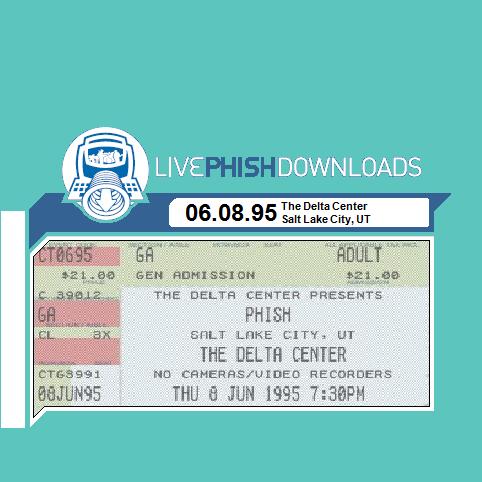 LIVEPHISHDOWNLOADS
06.08.95 The Delta Center
Salt Lake City, UT
CT0695 GA ADULT
$21.00 GEN ADMISSION $21.00
C 39012 THE DELTA CENTER PRESENTS
GA PHISH
CL 3X SALT LAKE CITY, UT
THE DELTA CENTER
CT68991 NO CAMERAS/VIDEO RECORDERS
08JUN95 THU 8 JUN 1995 7:30PM